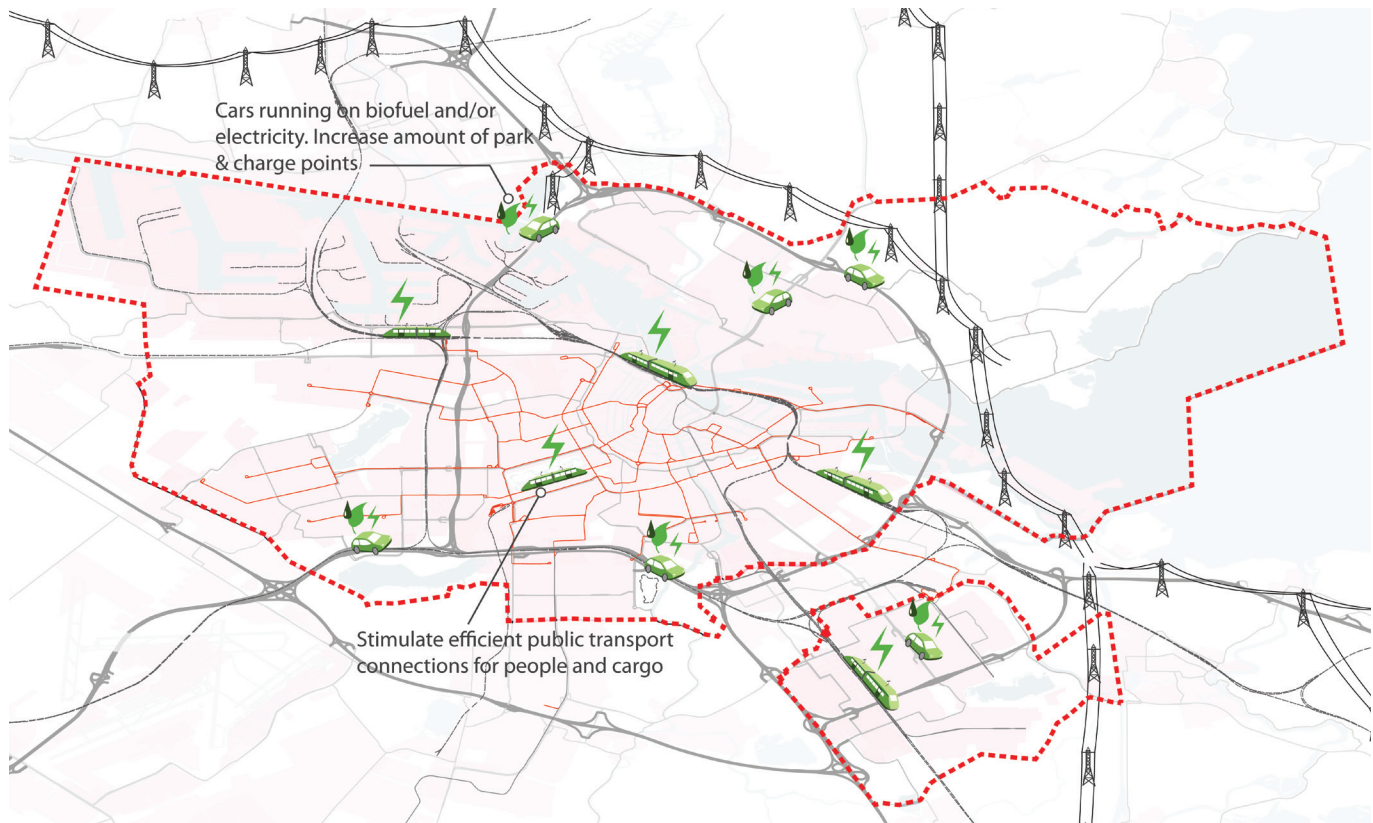 Cars running on biofuel and/or
electricity. Increase amount of park
& charge points
Stimulate efficient public transport
connections for people and cargo